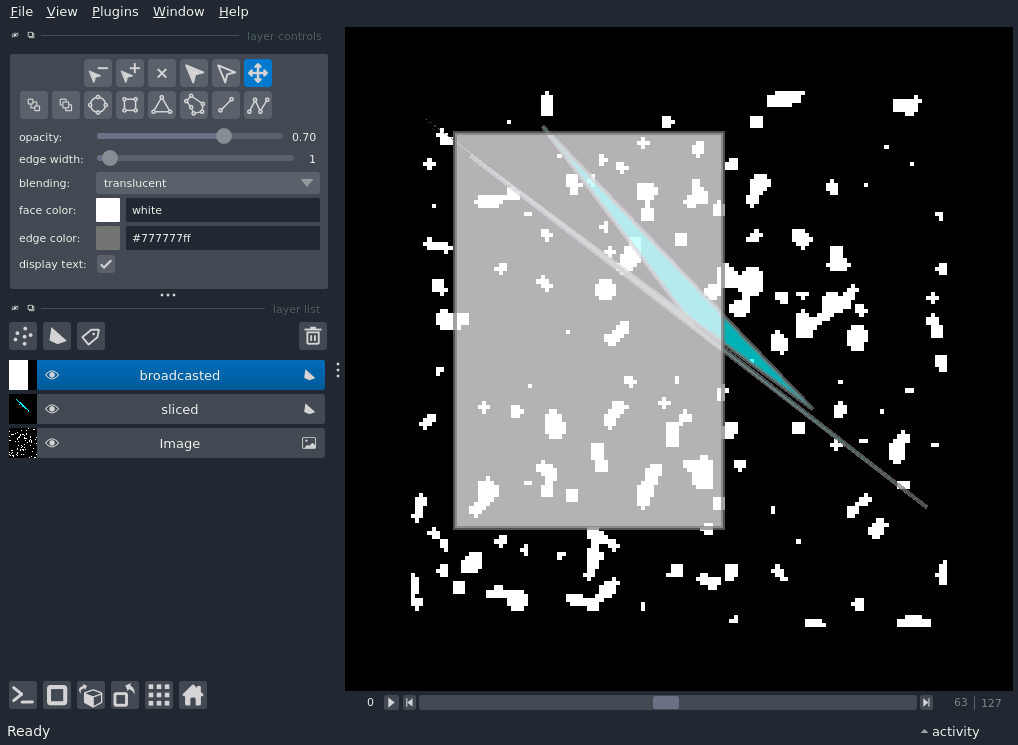 File View Plugins Window Help
layer controls
opacity: 0.70
edge width: 1
blending: translucent
face color: white
edge color: #777777ff
display text:
layer list
broadcasted
sliced
Image
0 63 127
Ready activity